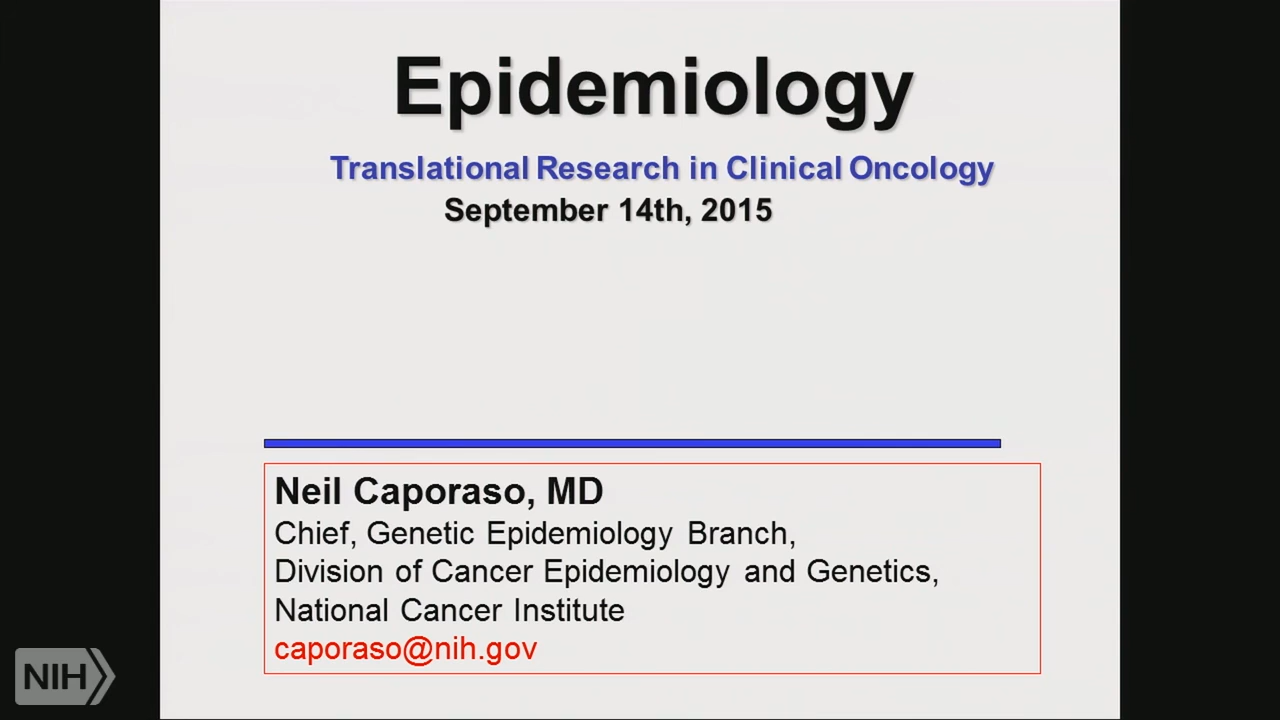 Epidemiology
Translational Research in Clinical Oncology
September 14th, 2015
Neil Caporaso, MD
Chief, Genetic Epidemiology Branch,
Division of Cancer Epidemiology and Genetics,
National Cancer Institute
caporaso@nih.gov
NIH